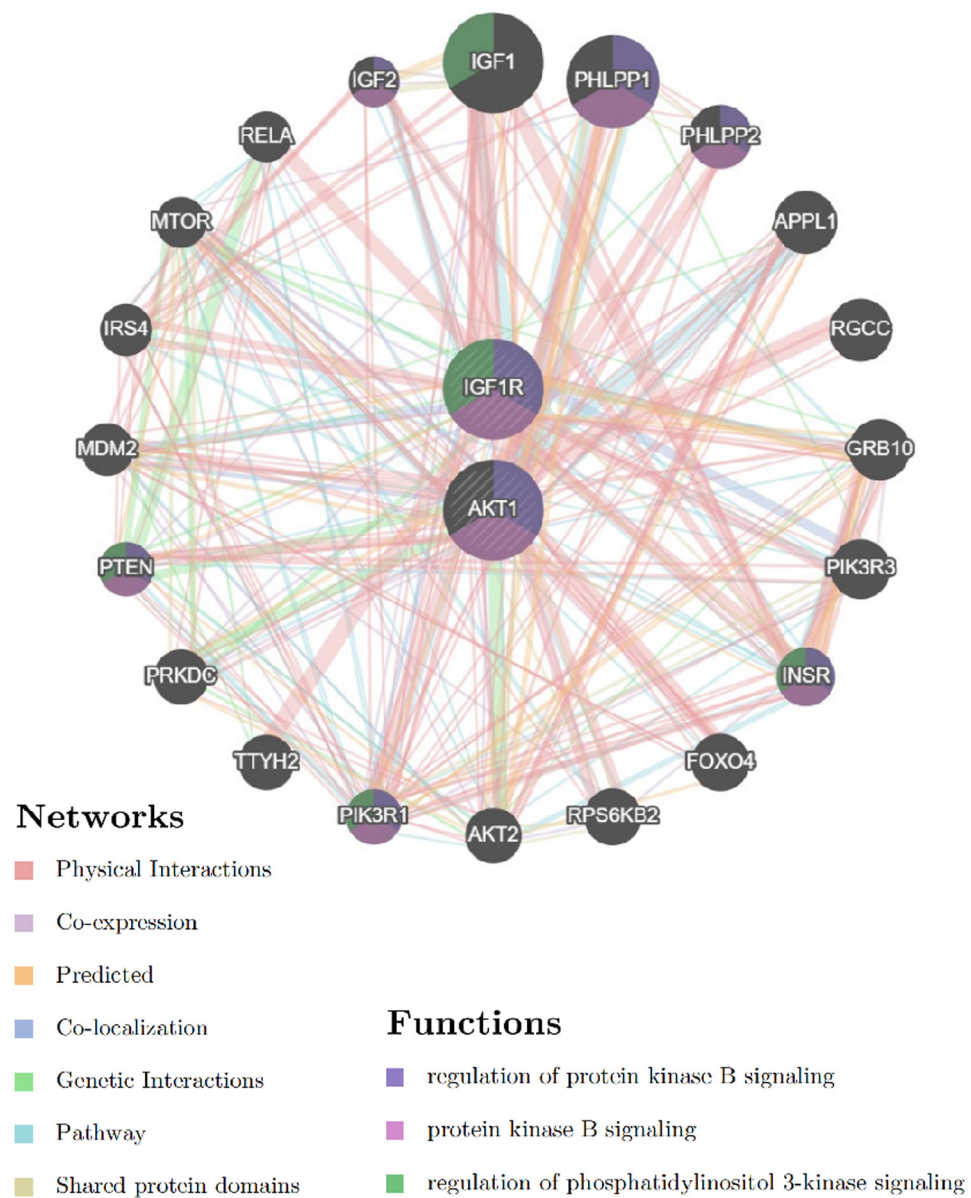 IGF1
PHLPP1
IGF2
PHLPP2
RELA
MTOR
APPL1
IRS4
RGCC
IGF1R
MDM2
GRB10
AKT1
PTEN
PIK3R3
PRKDC
INSR
TTYH2
FOXO4
PIK3R1
AKT2
RPS6KB2
Networks
Physical Interactions
Co-expression
Predicted
Co-localization
Genetic Interactions
Pathway
Shared protein domains
Functions
regulation of protein kinase B signaling
protein kinase B signaling
regulation of phosphatidylinositol 3-kinase signaling